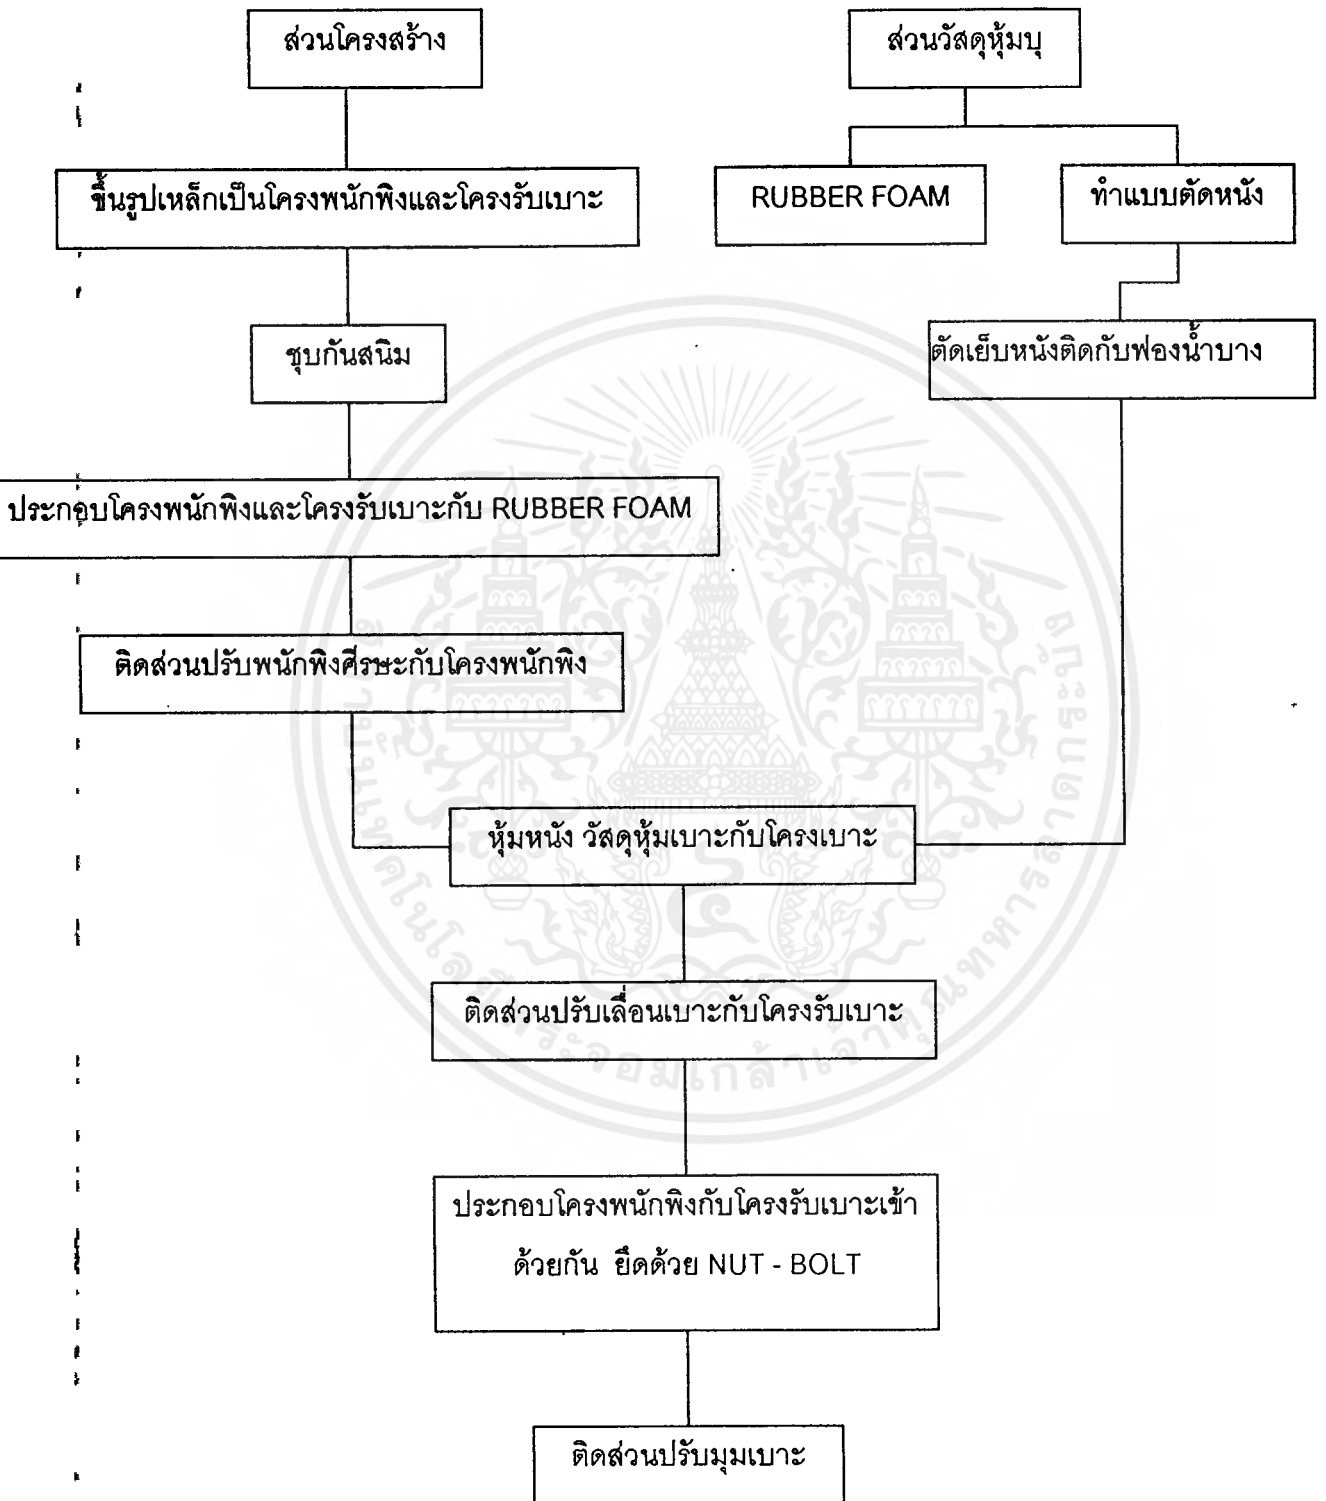 ส่วนโครงสร้าง
ส่วนวัสดุหุ้มบุ
ขึ้นรูปเหล็กเป็นโครงพนักพิงและโครงรับเบาะ
RUBBER FOAM
ทำแบบตัดหนัง
ชุบกันสนิม
ตัดเย็บหนังติดกับฟองน้ำบาง
ประกอบโครงพนักพิงและโครงรับเบาะกับ RUBBER FOAM
ติดส่วนปรับพนักพิงศีรษะกับโครงพนักพิง
หุ้มหนัง วัสดุหุ้มเบาะกับโครงเบาะ
ติดส่วนปรับเลื่อนเบาะกับโครงรับเบาะ
ประกอบโครงพนักพิงกับโครงรับเบาะเข้า
ด้วยกัน ยึดด้วย NUT - BOLT
ติดส่วนปรับมุมเบาะ